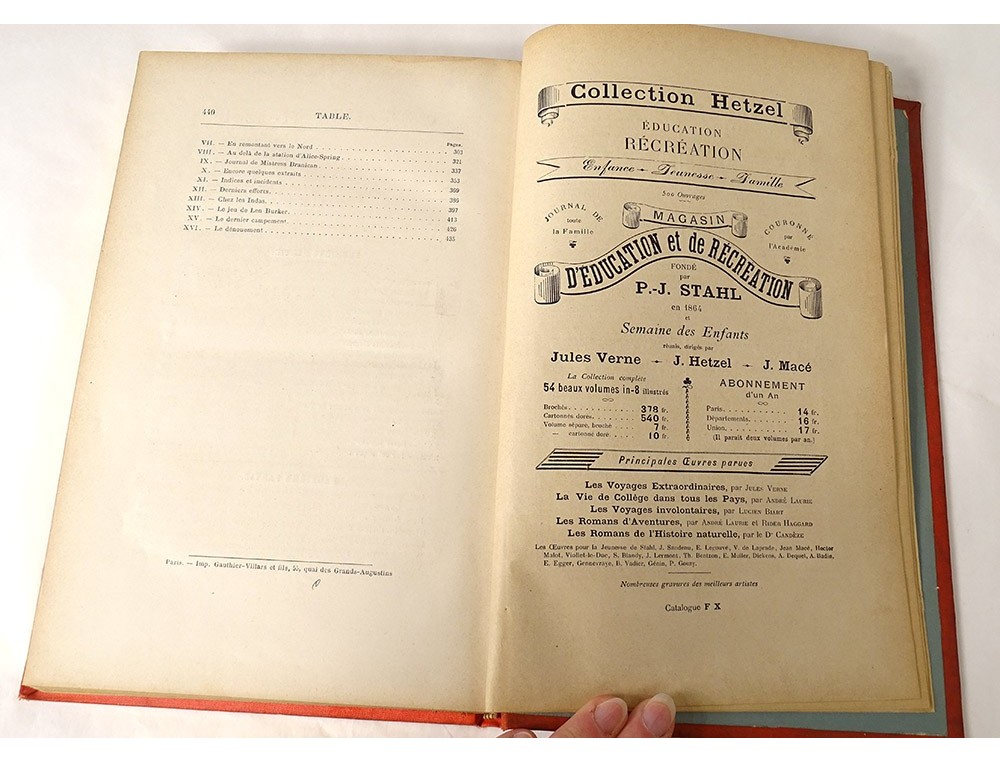 440
TABLE.
Pages.
VII. — En remontant vers le Nord . . . 303
VIII. — Au delà de la station d'Alice-Spring . . . 321
IX. — Journal de Mistress Branican . . . 337
X. — Encore quelques extraits . . . 353
XI. — Indices et incidents . . . 369
XII. — Derniers efforts . . . 385
XIII. — Chez les Indas . . . 397
XIV. — Le jeu de Len Burker . . . 413
XV. — Le dernier campement . . . 426
XVI. — Le dénouement . . . 435
Paris. — Imp. Gauthier-Villars et fils, 55, quai des Grands-Augustins
Collection Hetzel
ÉDUCATION
RÉCRÉATION
Enfance - Jeunesse - Famille
500 Ouvrages
JOURNAL DE
toute
la Famille
MAGASIN
COURONNÉ
par
l'Académie
D'ÉDUCATION et de RÉCRÉATION
FONDÉ
par
P.-J. STAHL
en 1864
et
Semaine des Enfants
réunis, dirigés par
Jules Verne - J. Hetzel - J. Macé
La Collection complète
54 beaux volumes in-8 illustrés
Brochés . . . 378 fr.
Cartonnés dorés . . . 540 fr.
Volume séparé, broché . . . 7 fr.
— cartonné doré . . . 10 fr.
ABONNEMENT
d'un An
Paris . . . 14 fr.
Départements . . . 16 fr.
Union . . . 17 fr.
(Il paraît deux volumes par an.)
Principales Œuvres parues
Les Voyages Extraordinaires, par JULES VERNE
La Vie de Collège dans tous les Pays, par ANDRÉ LAURIE
Les Voyages involontaires, par LUCIEN BIART
Les Romans d'Aventures, par ANDRÉ LAURIE et RIDER HAGGARD
Les Romans de l'Histoire naturelle, par le Dr CANDÈZE
Les Œuvres pour la Jeunesse de Stahl, J. Sandeau, E. Legouvé, V. de Laprade, Jean Macé, Hector
Malot, Viollet-le-Duc, S. Blandy, J. Lermont, Th. Bentzon, E. Muller, Dickens, A. Dequet, A. Badin,
E. Egger, Gennevraye, B. Vadier, Génin, P. Gouzy.
Nombreuses gravures des meilleurs artistes
Catalogue F X